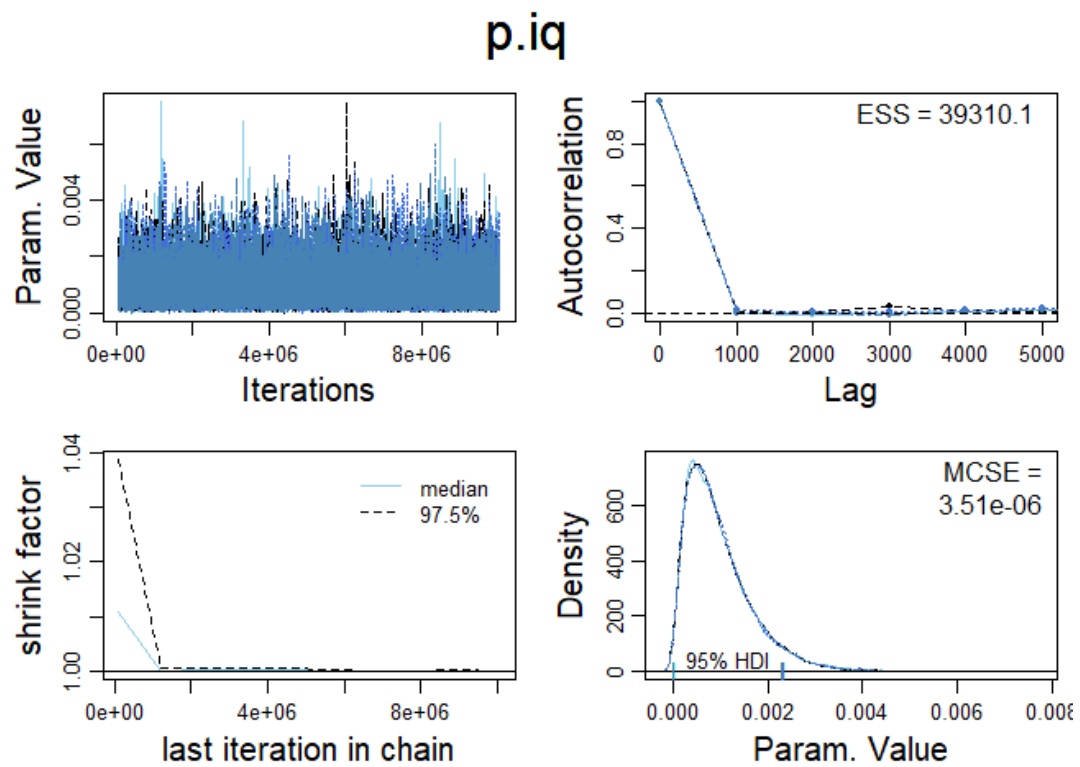 p.iq
Param. Value
0.004
0.000
0e+00 4e+06 8e+06
Iterations
Autocorrelation
0.8
0.4
0.0
ESS = 39310.1
0 1000 2000 3000 4000 5000
Lag
shrink factor
1.04
1.02
1.00
median
97.5%
0e+00 4e+06 8e+06
last iteration in chain
Density
600
400
200
0
MCSE =
3.51e-06
95% HDI
0.000 0.002 0.004 0.006 0.008
Param. Value